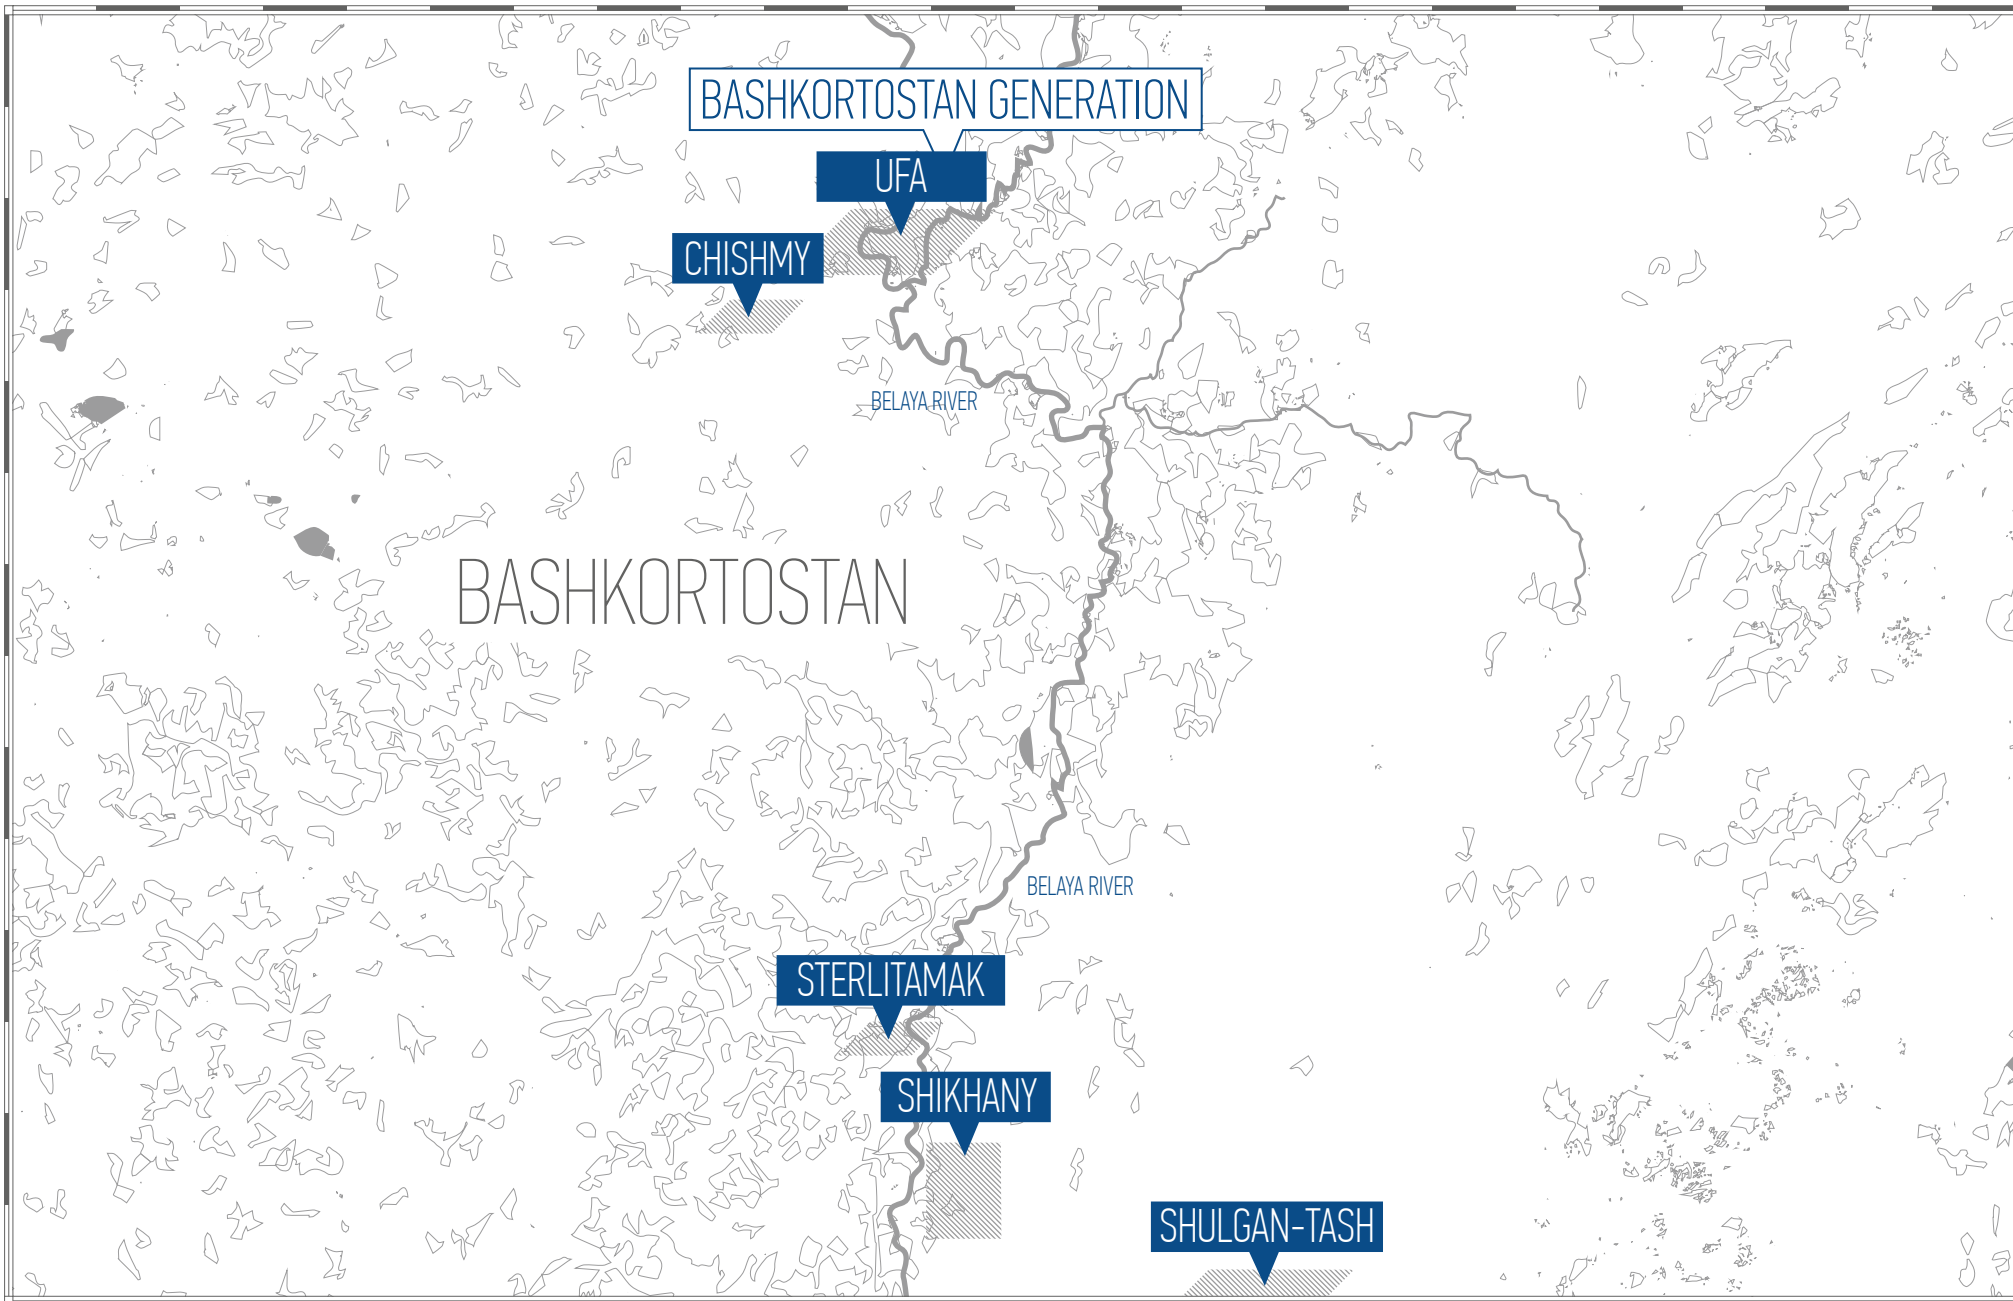 BASHKORTOSTAN GENERATION
UFA
CHISHMY
BELAYA RIVER
BASHKORTOSTAN
BELAYA RIVER
STERLITAMAK
SHIKHANY
SHULGAN-TASH